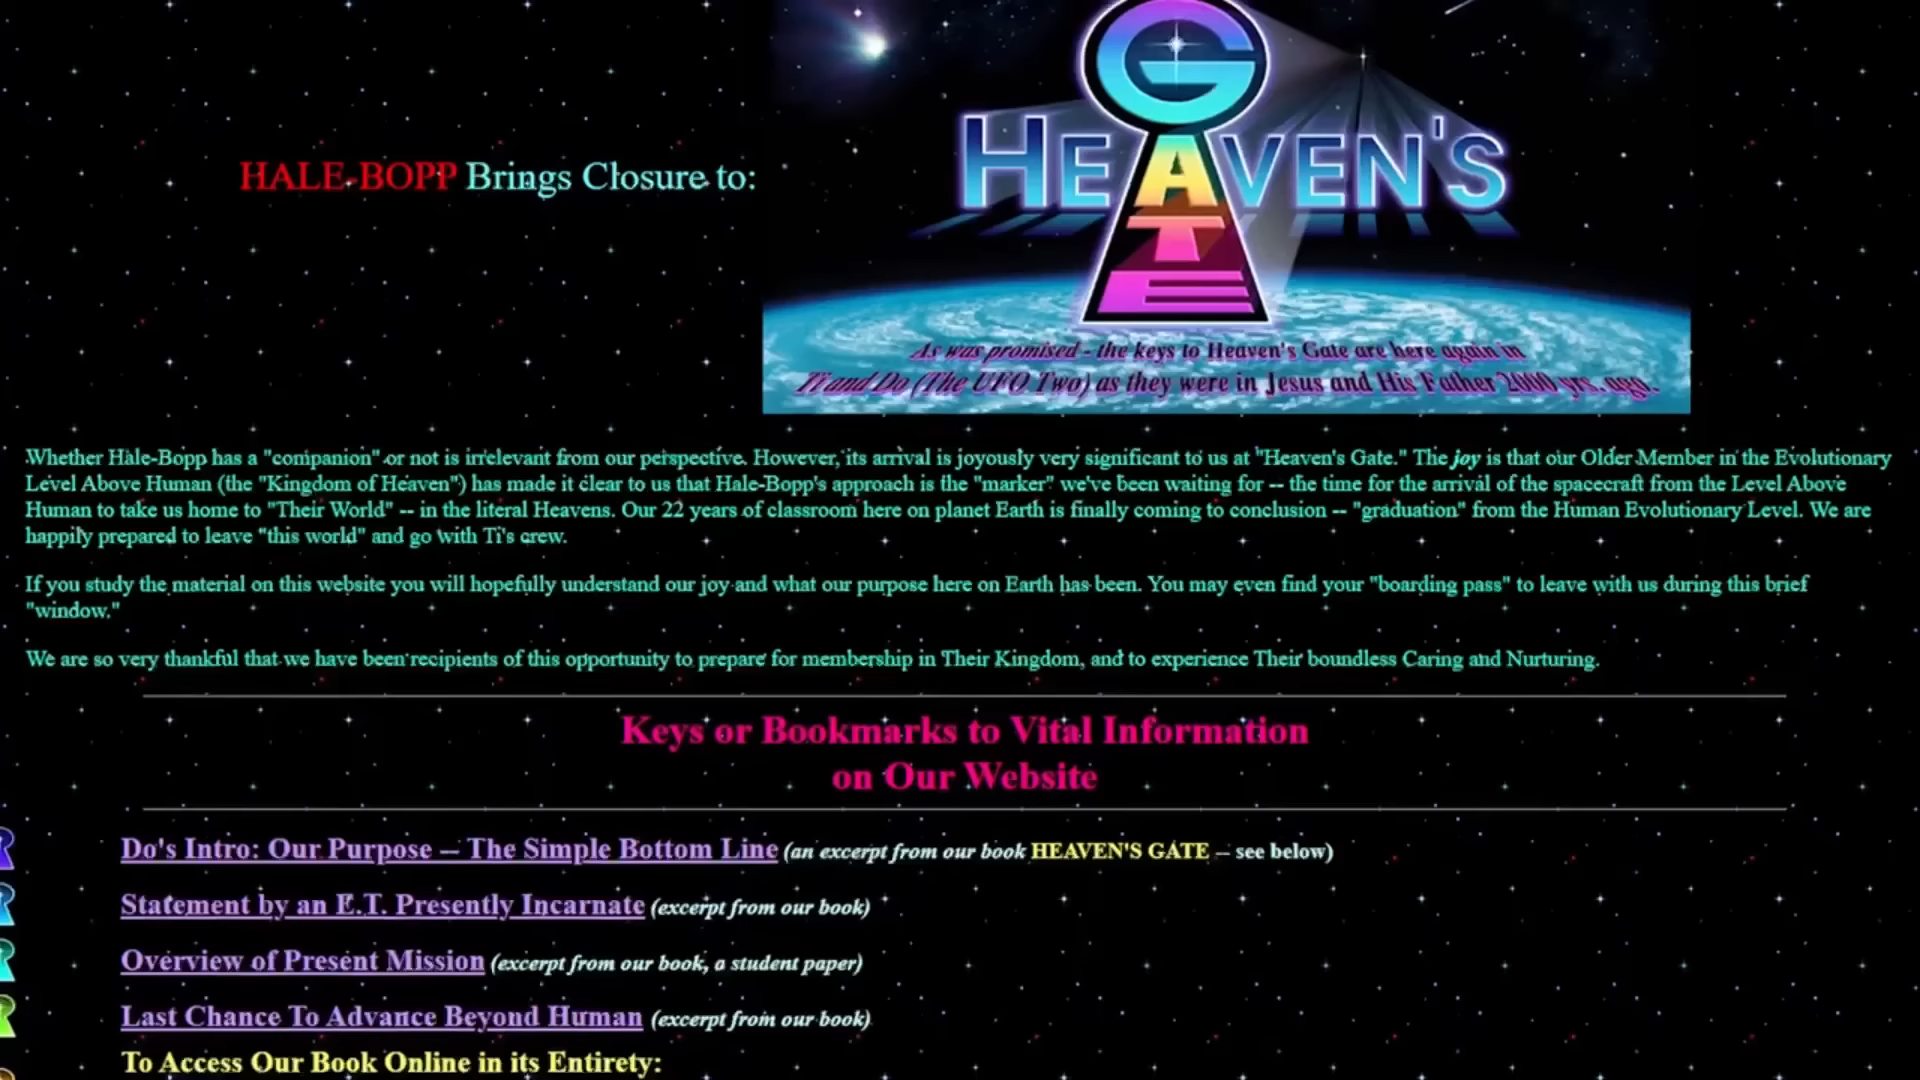 HEAVEN'S
GATE
HALE-BOPP Brings Closure to:
As was promised - the keys to Heaven's Gate are here again in
Ti and Do (The UFO Two) as they were in Jesus and His Father 2000 yrs. ago.
Whether Hale-Bopp has a "companion" or not is irrelevant from our perspective. However, its arrival is joyously very significant to us at "Heaven's Gate." The joy is that our Older Member in the Evolutionary
Level Above Human (the "Kingdom of Heaven") has made it clear to us that Hale-Bopp's approach is the "marker" we've been waiting for -- the time for the arrival of the spacecraft from the Level Above
Human to take us home to "Their World" -- in the literal Heavens. Our 22 years of classroom here on planet Earth is finally coming to conclusion -- "graduation" from the Human Evolutionary Level. We are
happily prepared to leave "this world" and go with Ti's crew.
If you study the material on this website you will hopefully understand our joy and what our purpose here on Earth has been. You may even find your "boarding pass" to leave with us during this brief
"window."
We are so very thankful that we have been recipients of this opportunity to prepare for membership in Their Kingdom, and to experience Their boundless Caring and Nurturing.
Keys or Bookmarks to Vital Information
on Our Website
Do's Intro: Our Purpose – The Simple Bottom Line (an excerpt from our book HEAVEN'S GATE – see below)
Statement by an E.T. Presently Incarnate (excerpt from our book)
Overview of Present Mission (excerpt from our book, a student paper)
Last Chance To Advance Beyond Human (excerpt from our book)
To Access Our Book Online in its Entirety: